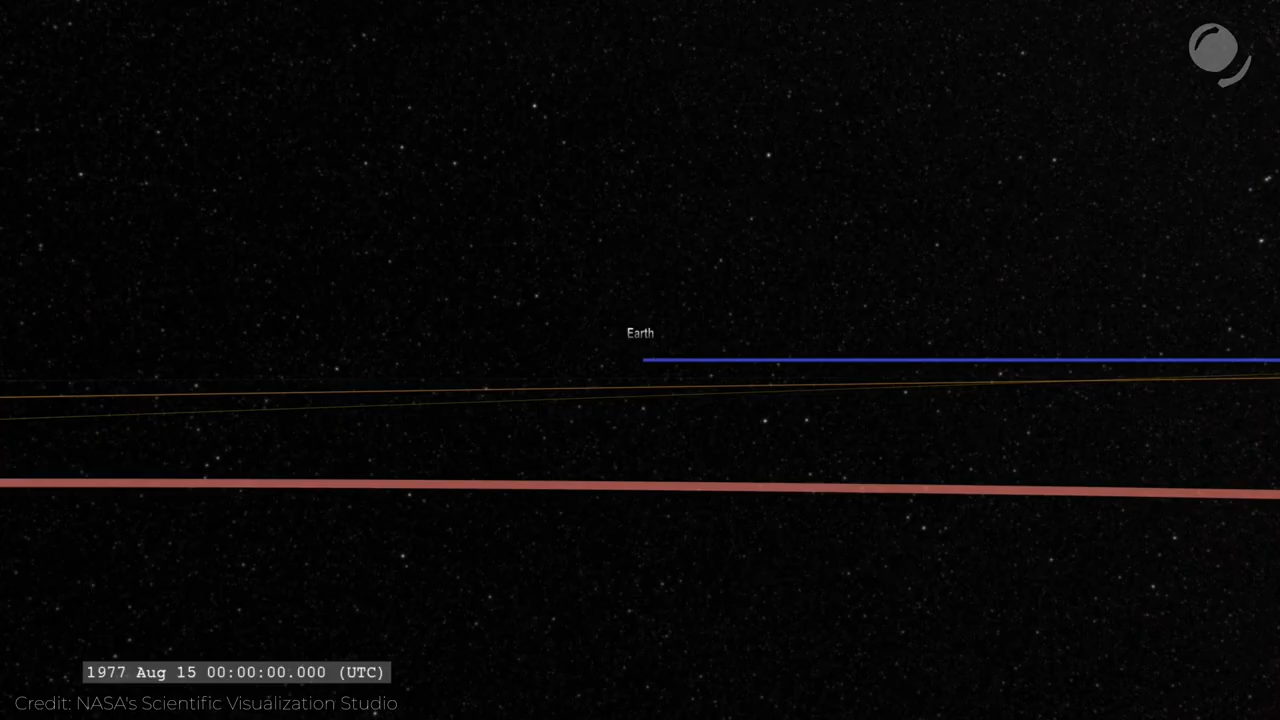 Earth
1977 Aug 15 00:00:00.000 (UTC)
Credit: NASA's Scientific Visualization Studio